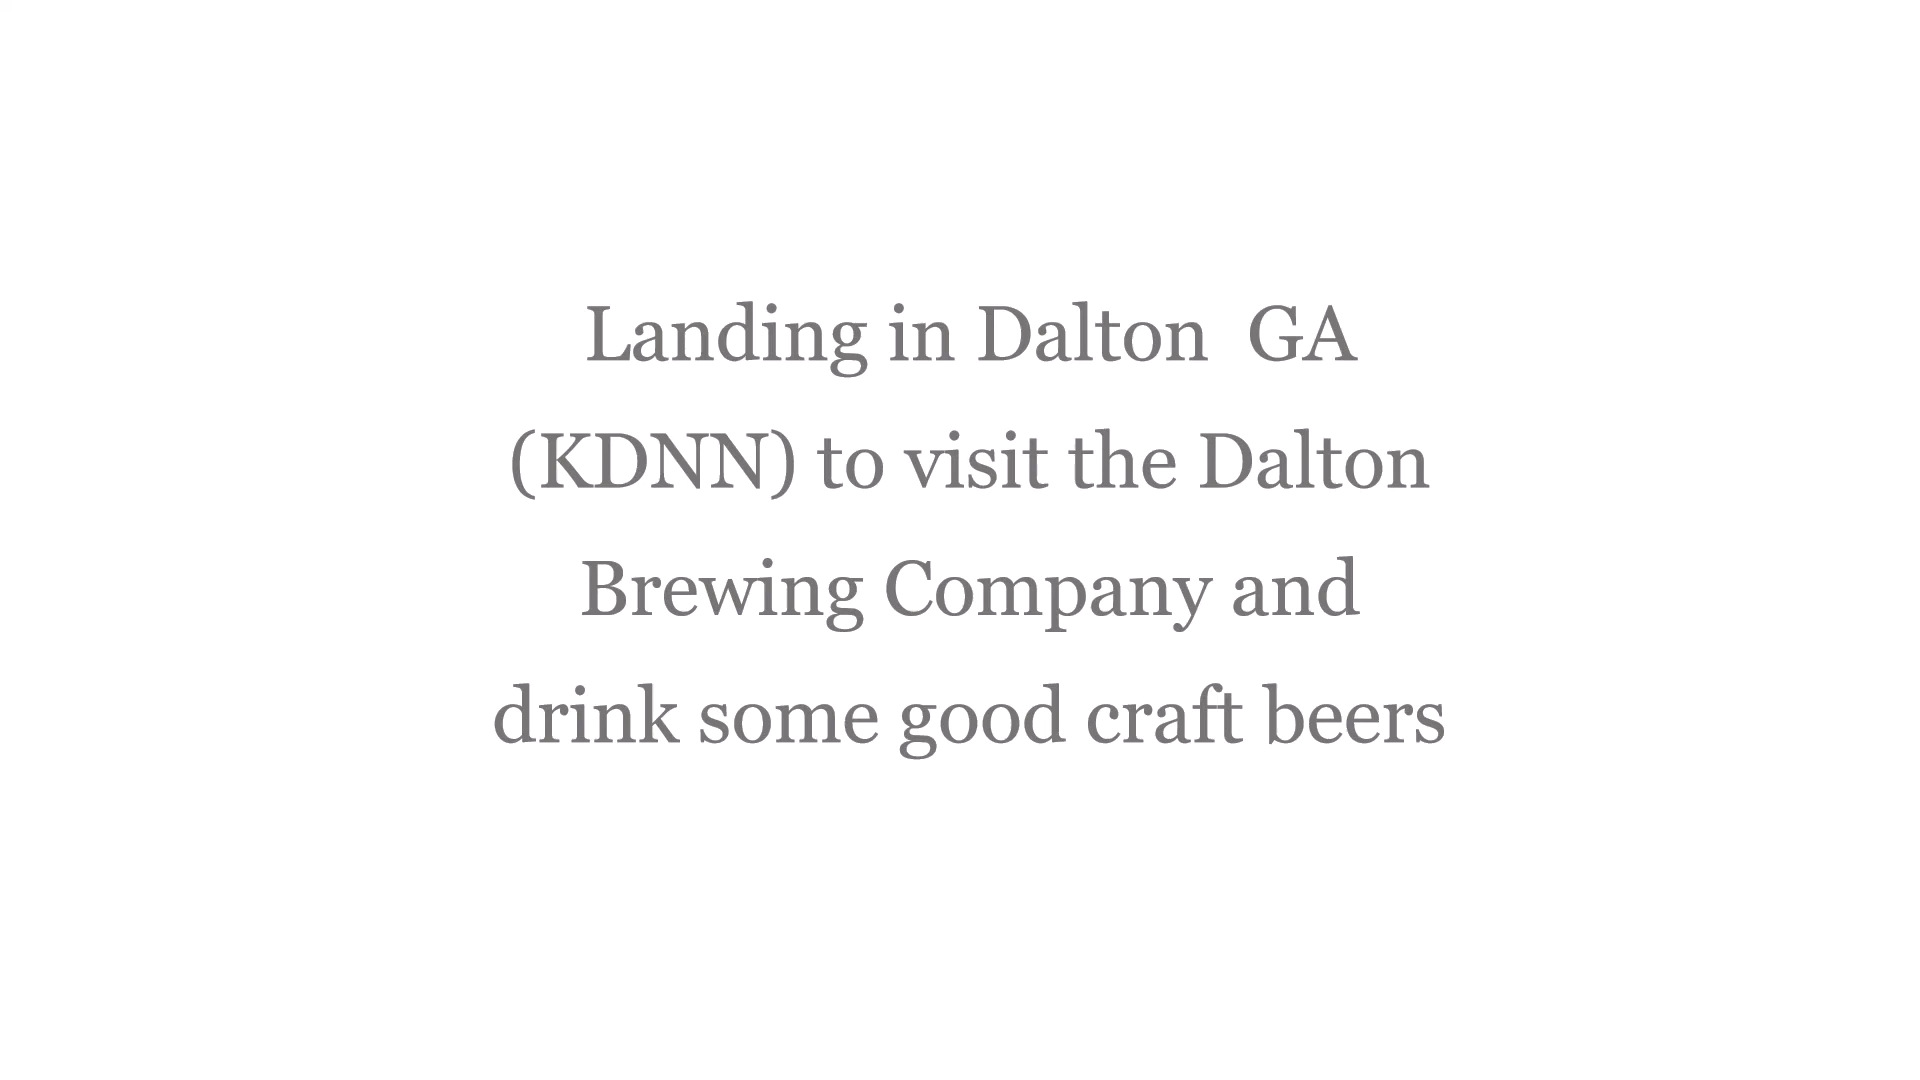 Landing in Dalton  GA
(KDNN) to visit the Dalton
Brewing Company and
drink some good craft beers